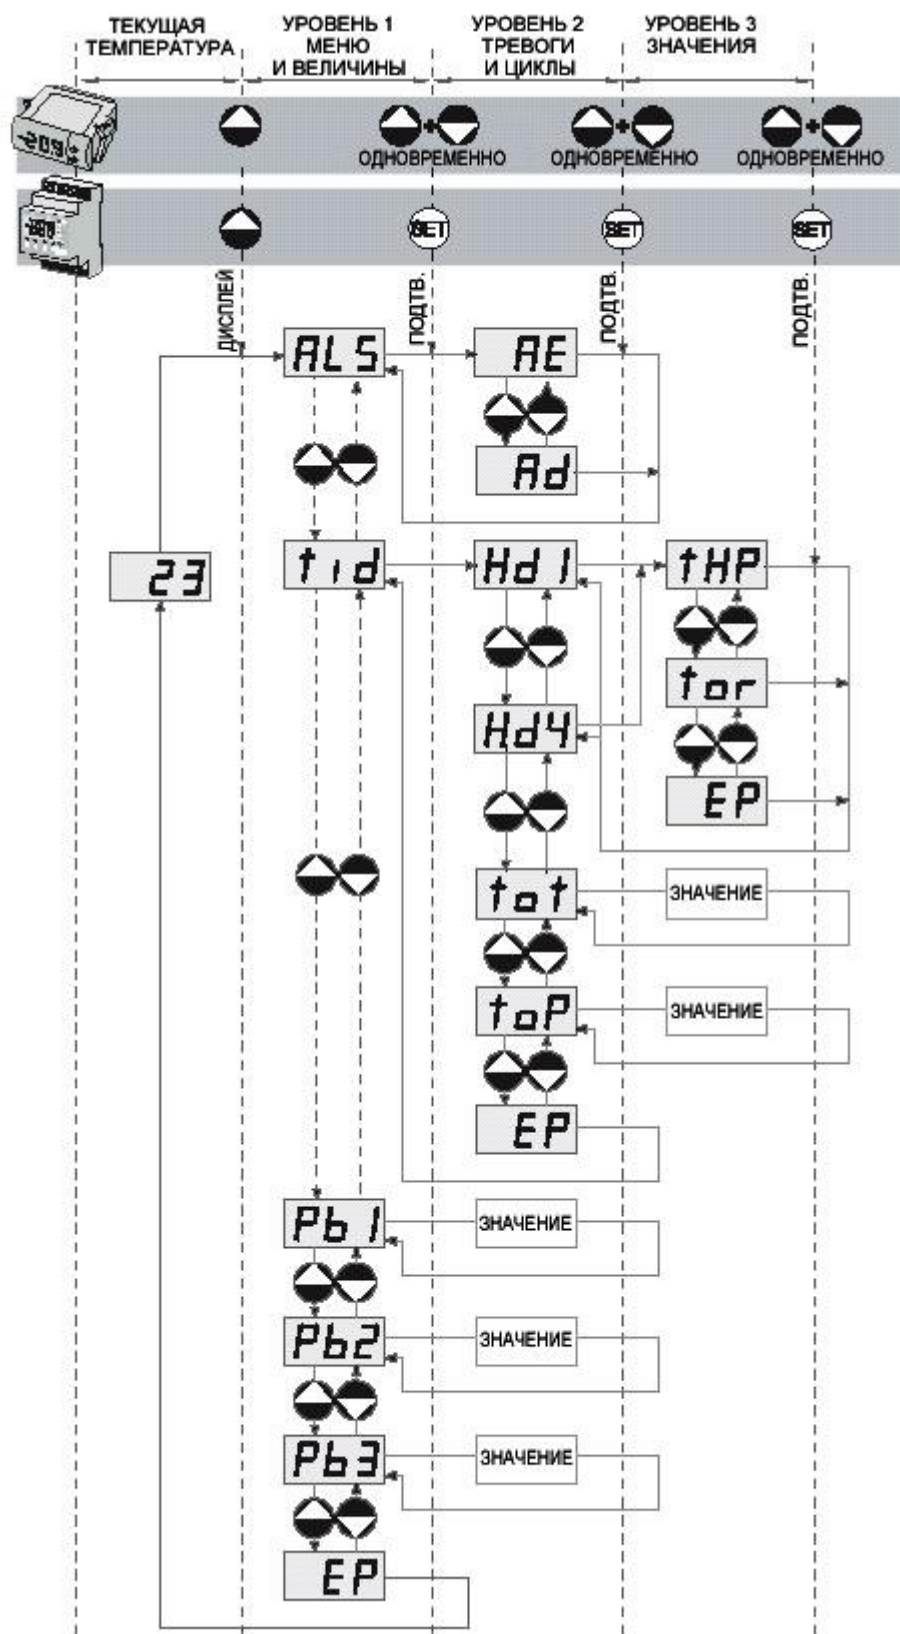 ТЕКУЩАЯ
ТЕМПЕРАТУРА
УРОВЕНЬ 1
МЕНЮ
И ВЕЛИЧИНЫ
УРОВЕНЬ 2
ТРЕВОГИ
И ЦИКЛЫ
УРОВЕНЬ 3
ЗНАЧЕНИЯ
+
+
+
ОДНОВРЕМЕННО
ОДНОВРЕМЕННО
ОДНОВРЕМЕННО
SET
SET
SET
ДИСПЛЕЙ
ПОДТВ.
ПОДТВ.
ПОДТВ.
ALS
AE
Ad
23
tid
Hd1
tHP
tor
Hd4
EP
tot
ЗНАЧЕНИЕ
toP
ЗНАЧЕНИЕ
EP
Pb1
ЗНАЧЕНИЕ
Pb2
ЗНАЧЕНИЕ
Pb3
ЗНАЧЕНИЕ
EP